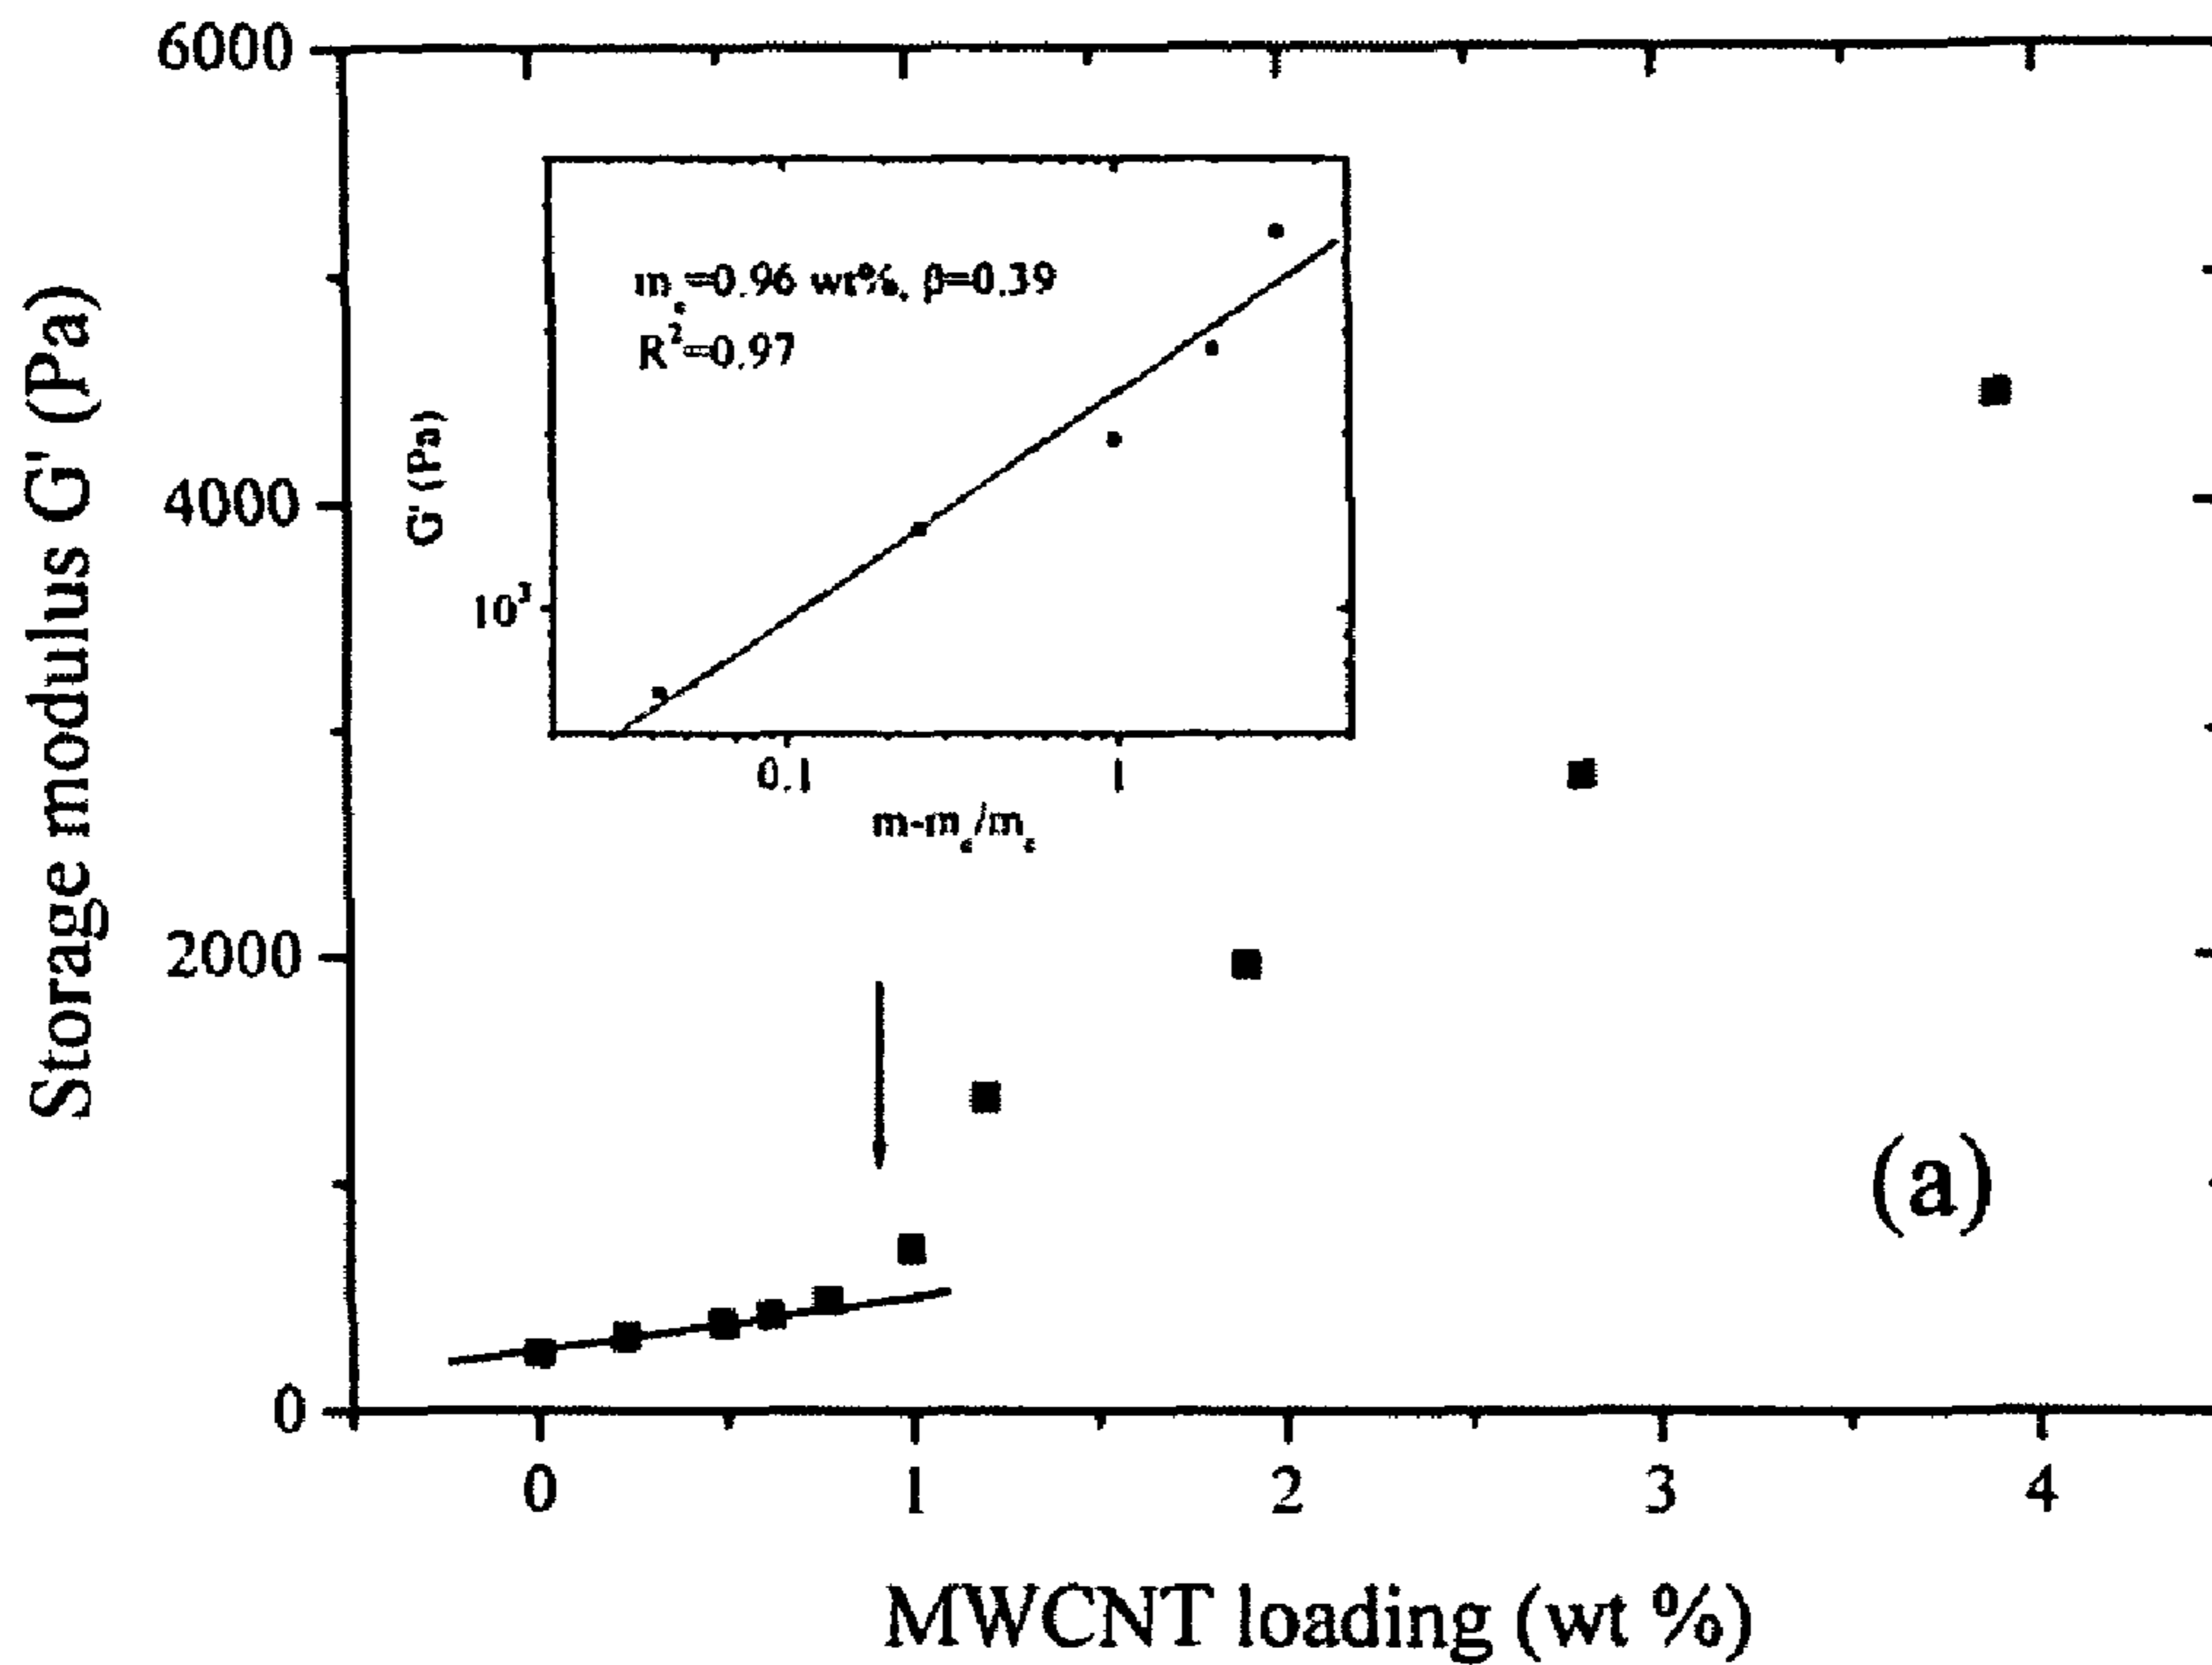 6000
4000
2000
0
Storage modulus G' (Pa)
m_c=0.96 wt%, β=0.39
R²=0.97
G' (Pa)
10³
0.1 1
m-m_c/m_c
(a)
0 1 2 3 4
MWCNT loading (wt %)